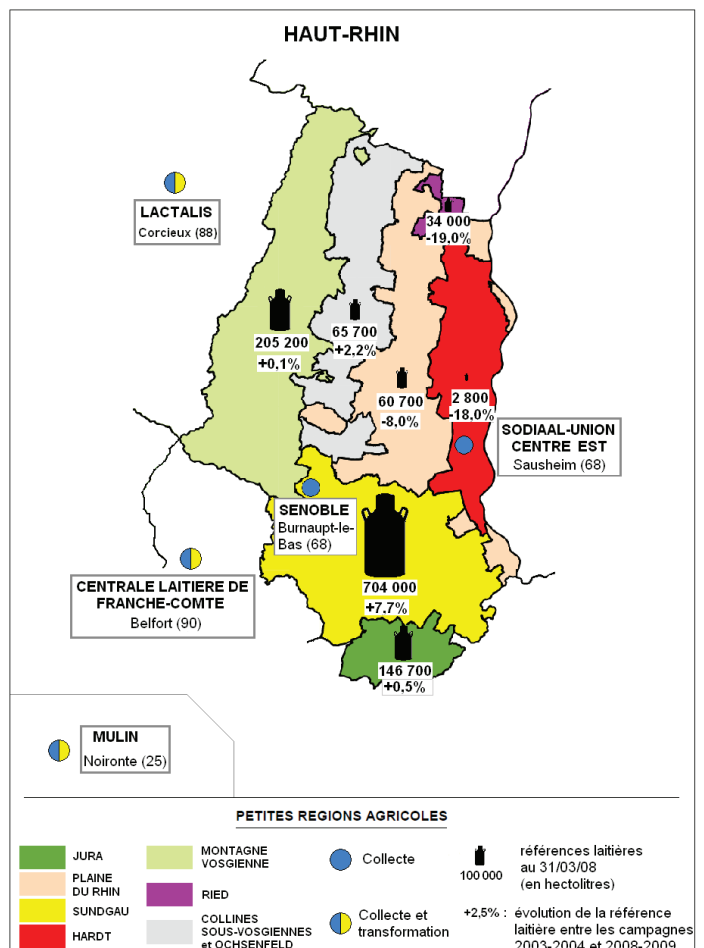 HAUT-RHIN
LACTALIS
Corcieux (88)
34 000
-19,0%
205 200
+0,1%
65 700
+2,2%
60 700
-8,0%
2 800
-18,0%
SODIAAL-UNION
CENTRE EST
Sausheim (68)
SENOBLE
Burnaupt-le-
Bas (68)
704 000
+7,7%
CENTRALE LAITIERE DE
FRANCHE-COMTE
Belfort (90)
146 700
+0,5%
MULIN
Noironte (25)
PETITES REGIONS AGRICOLES
JURA
PLAINE
DU RHIN
SUNDGAU
HARDT
MONTAGNE
VOSGIENNE
RIED
COLLINES
SOUS-VOSGIENNES
et OCHSENFELD
Collecte
Collecte et
transformation
100 000
références laitières
au 31/03/08
(en hectolitres)
+2,5% : évolution de la référence
laitière entre les campagnes
2003-2004 et 2008-2009